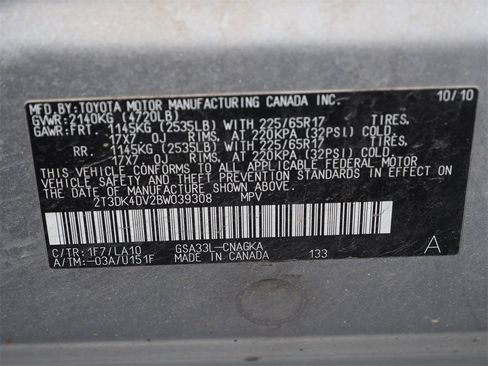 MFD.BY:TOYOTA MOTOR MANUFACTURING CANADA INC. 10/10
GVWR:2140KG (4720LB)
GAWR:FRT. 1145KG (2535LB) WITH 225/65R17 TIRES,
17X7 OJ RIMS, AT 220KPA (32PSI) COLD.
RR. 1145KG (2535LB) WITH 225/65R17 TIRES,
17X7 OJ RIMS, AT 220KPA (32PSI) COLD.
THIS VEHICLE CONFORMS TO ALL APPLICABLE FEDERAL MOTOR
VEHICLE SAFETY AND THEFT PREVENTION STANDARDS IN EFFECT
ON THE DATE OF MANUFACTURE SHOWN ABOVE.
2T3DK4DV2BW039308 MPV
C/TR:1F7/LA10 GSA33L-CNAGKA A
A/TM:-03A/U151F MADE IN CANADA 133